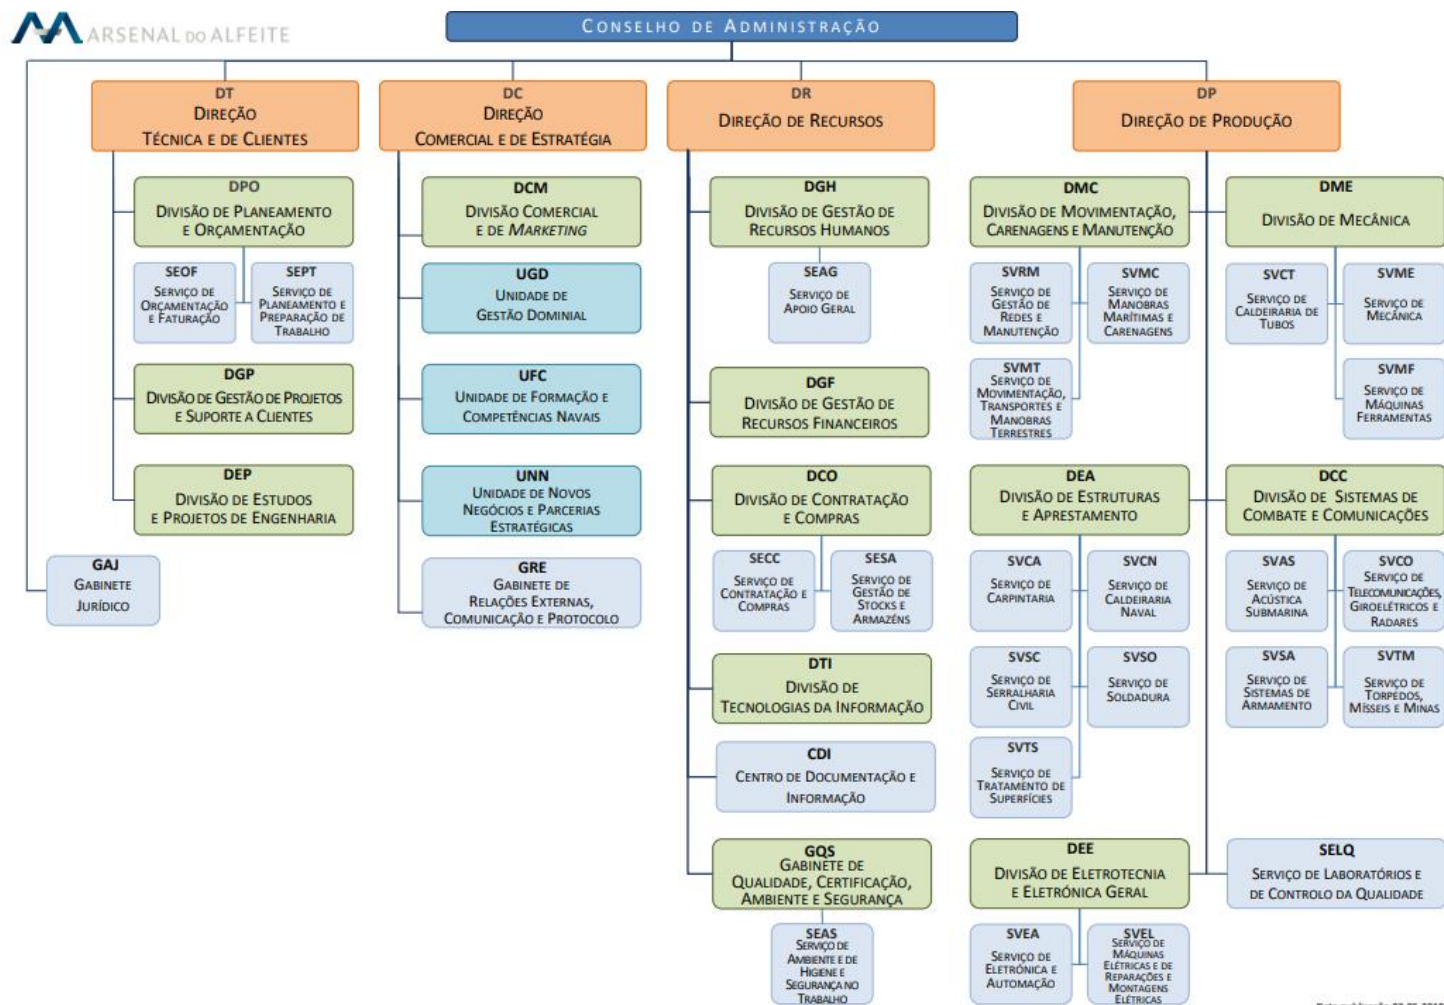 ARSENAL DO ALFEITE
CONSELHO DE ADMINISTRAÇÃO
DT
DIREÇÃO
TÉCNICA E DE CLIENTES
DC
DIREÇÃO
COMERCIAL E DE ESTRATÉGIA
DR
DIREÇÃO DE RECURSOS
DP
DIREÇÃO DE PRODUÇÃO
DPO
DIVISÃO DE PLANEAMENTO
E ORÇAMENTAÇÃO
SEOF
SERVIÇO DE
ORÇAMENTAÇÃO
E FATURAÇÃO
SEPT
SERVIÇO DE
PLANEAMENTO E
PREPARAÇÃO DE
TRABALHO
DGP
DIVISÃO DE GESTÃO DE PROJETOS
E SUPORTE A CLIENTES
DEP
DIVISÃO DE ESTUDOS
E PROJETOS DE ENGENHARIA
GAJ
GABINETE
JURÍDICO
DCM
DIVISÃO COMERCIAL
E DE MARKETING
UGD
UNIDADE DE
GESTÃO DOMINIAL
UFC
UNIDADE DE FORMAÇÃO E
COMPETÊNCIAS NAVAIS
UNN
UNIDADE DE NOVOS
NEGÓCIOS E PARCERIAS
ESTRATÉGICAS
GRE
GABINETE DE
RELAÇÕES EXTERNAS,
COMUNICAÇÃO E PROTOCOLO
DGH
DIVISÃO DE GESTÃO DE
RECURSOS HUMANOS
SEAG
SERVIÇO DE
APOIO GERAL
DGF
DIVISÃO DE GESTÃO DE
RECURSOS FINANCEIROS
DCO
DIVISÃO DE CONTRATAÇÃO
E COMPRAS
SECC
SERVIÇO DE
CONTRATAÇÃO E
COMPRAS
SESA
SERVIÇO DE
GESTÃO DE
STOCKS E
ARMAZÉNS
DTI
DIVISÃO DE
TECNOLOGIAS DA INFORMAÇÃO
CDI
CENTRO DE DOCUMENTAÇÃO E
INFORMAÇÃO
GQS
GABINETE DE
QUALIDADE, CERTIFICAÇÃO,
AMBIENTE E SEGURANÇA
SEAS
SERVIÇO DE
AMBIENTE E DE
HIGIENE E
SEGURANÇA NO
TRABALHO
DMC
DIVISÃO DE MOVIMENTAÇÃO,
CARENAGENS E MANUTENÇÃO
SVRM
SERVIÇO DE
GESTÃO DE
REDES E
MANUTENÇÃO
SVMC
SERVIÇO DE
MANOBRAS
MARÍTIMAS E
CARENAGENS
SVMT
SERVIÇO DE
MOVIMENTAÇÃO,
TRANSPORTES E
MANOBRAS
TERRESTRES
DME
DIVISÃO DE MECÂNICA
SVCT
SERVIÇO DE
CALDEIRARIA DE
TUBOS
SVME
SERVIÇO DE
MECÂNICA
SVMF
SERVIÇO DE
MÁQUINAS
FERRAMENTAS
DEA
DIVISÃO DE ESTRUTURAS
E APRESTAMENTO
SVCA
SERVIÇO DE
CARPINTARIA
SVCN
SERVIÇO DE
CALDEIRARIA
NAVAL
SVSC
SERVIÇO DE
SERRALHARIA
CIVIL
SVSO
SERVIÇO DE
SOLDADURA
SVTS
SERVIÇO DE
TRATAMENTO DE
SUPERFÍCIES
DCC
DIVISÃO DE SISTEMAS DE
COMBATE E COMUNICAÇÕES
SVAS
SERVIÇO DE
ACÚSTICA
SUBMARINA
SVCO
SERVIÇO DE
TELECOMUNICAÇÕES,
GIROELÉTRICOS E
RADARES
SVSA
SERVIÇO DE
SISTEMAS DE
ARMAMENTO
SVTM
SERVIÇO DE
TORPEDOS,
MÍSSEIS E MINAS
DEE
DIVISÃO DE ELETROTECNIA
E ELETRÓNICA GERAL
SVEA
SERVIÇO DE
ELETRÓNICA E
AUTOMAÇÃO
SVEL
SERVIÇO DE
MÁQUINAS
ELÉTRICAS E DE
REPARAÇÕES E
MONTAGENS
ELÉTRICAS
SELQ
SERVIÇO DE LABORATÓRIOS E
DE CONTROLO DA QUALIDADE